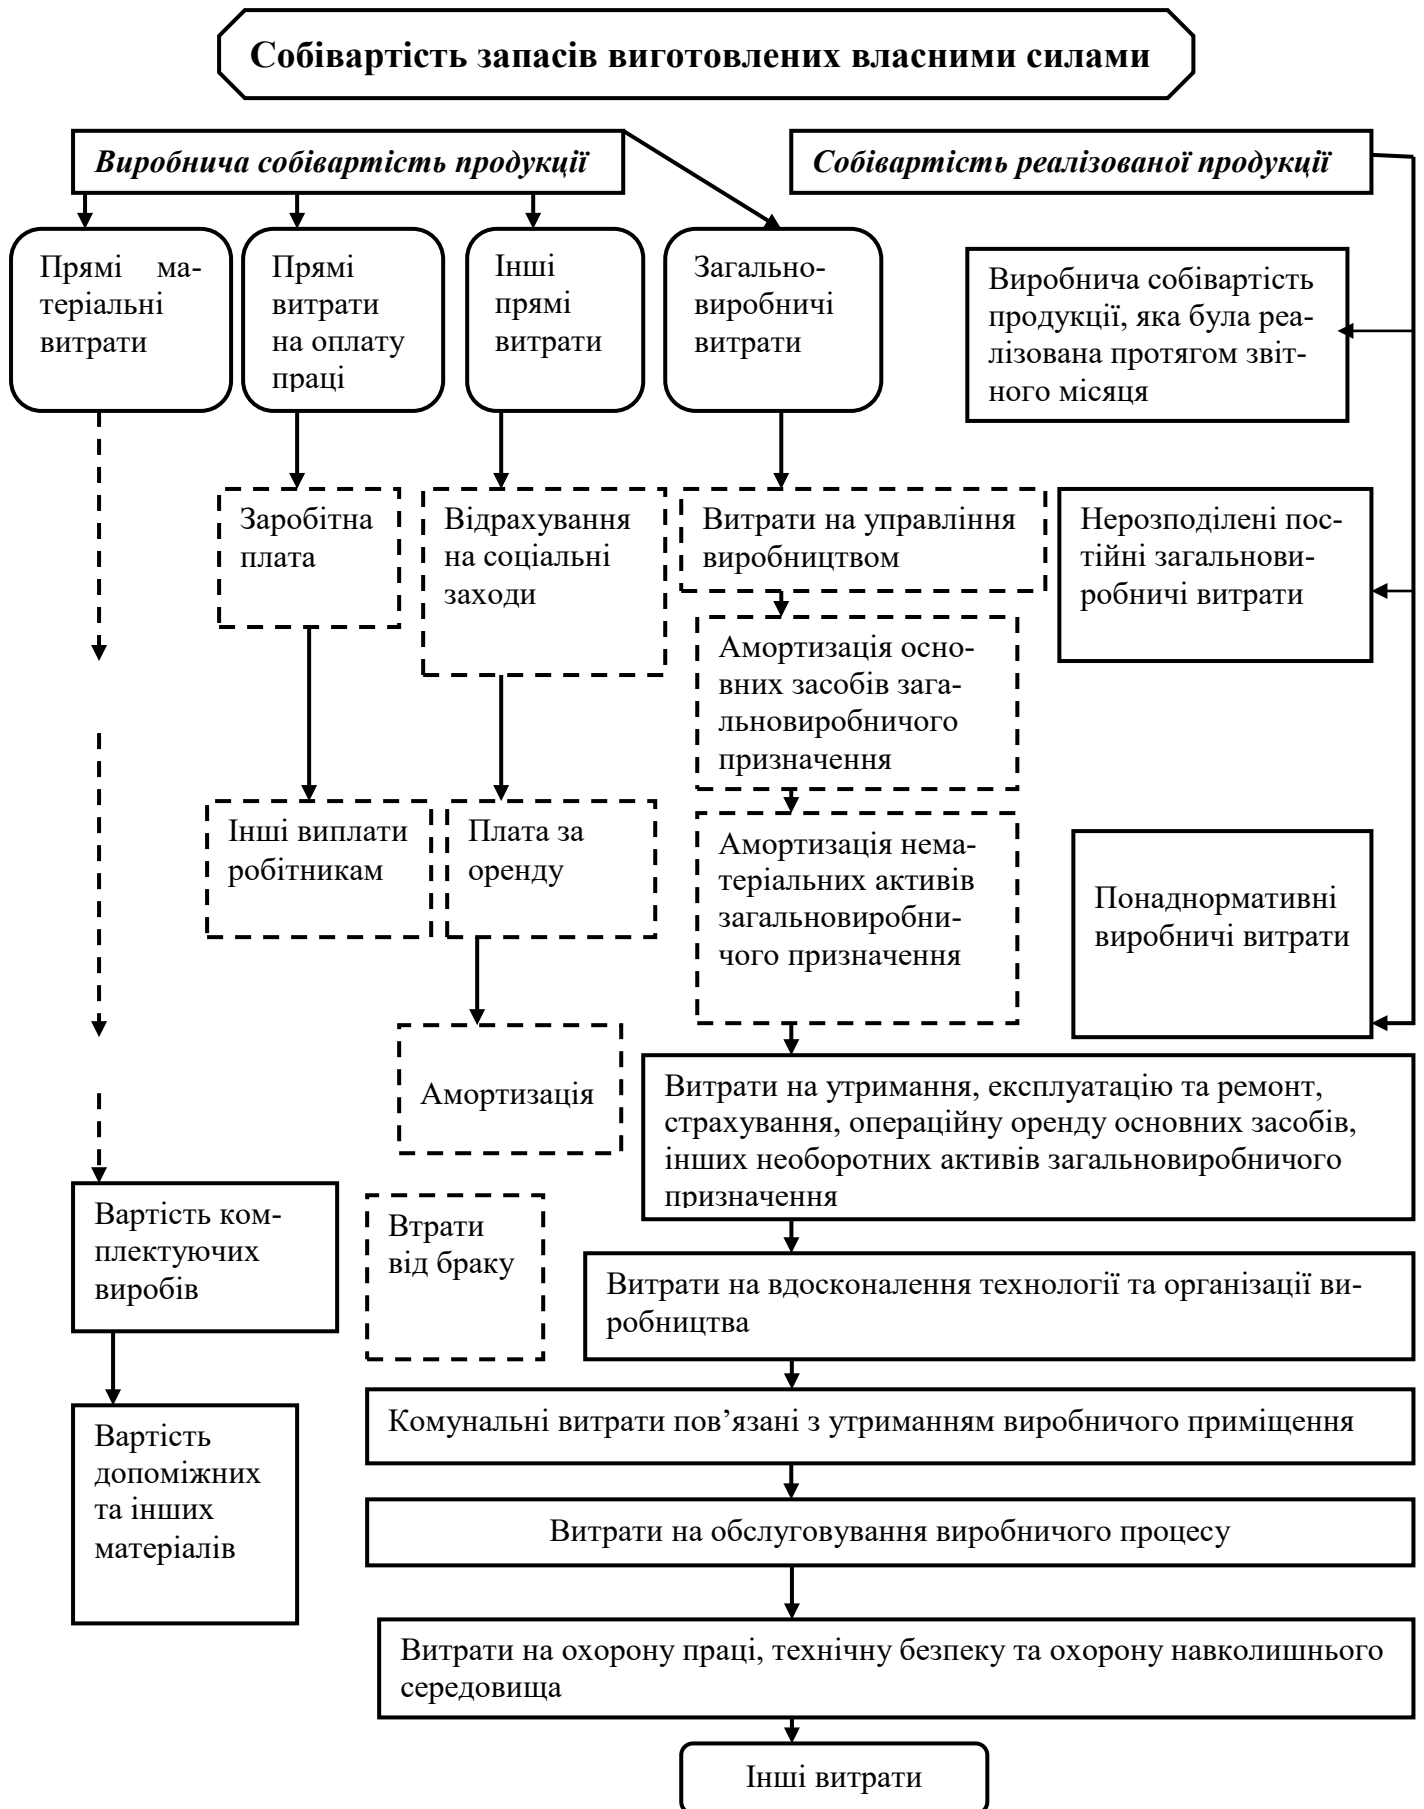 Собівартість запасів виготовлених власними силами
Виробнича собівартість продукції
Собівартість реалізованої продукції
Прямі ма-
теріальні
витрати
Прямі
витрати
на оплату
праці
Інші
прямі
витрати
Загально-
виробничі
витрати
Виробнича собівартість
продукції, яка була реа-
лізована протягом звіт-
ного місяця
Заробітна
плата
Відрахування
на соціальні
заходи
Витрати на управління
виробництвом
Нерозподілені пос-
тійні загальнови-
робничі витрати
Амортизація осно-
вних засобів зага-
льновиробничого
призначення
Інші виплати
робітникам
Плата за
оренду
Амортизація нема-
теріальних активів
загальновиробни-
чого призначення
Понаднормативні
виробничі витрати
Амортизація
Витрати на утримання, експлуатацію та ремонт,
страхування, операційну оренду основних засобів,
інших необоротних активів загальновиробничого
призначення
Вартість ком-
плектуючих
виробів
Втрати
від браку
Витрати на вдосконалення технології та організації ви-
робництва
Комунальні витрати пов’язані з утриманням виробничого приміщення
Вартість
допоміжних
та інших
матеріалів
Витрати на обслуговування виробничого процесу
Витрати на охорону праці, технічну безпеку та охорону навколишнього
середовища
Інші витрати